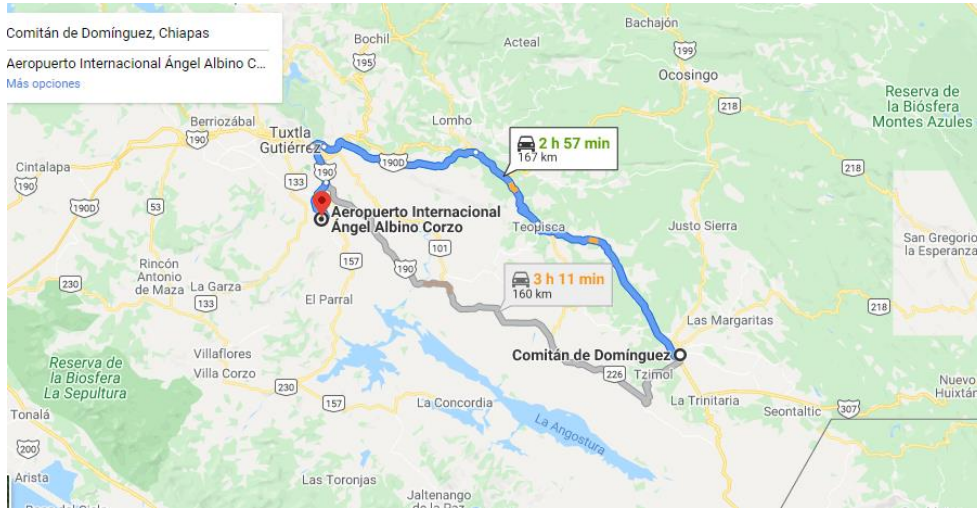 Comitán de Domínguez, Chiapas
Aeropuerto Internacional Ángel Albino C...
Más opciones
Bochil
195
Acteal
Bachajón
199
Ocosingo
218
218
Reserva de
la Biósfera
Montes Azules
Berriozábal
190
Tuxtla
Gutiérrez
Lomho
2 h 57 min
167 km
190D
190
133
Cintalapa
190
190D
53
218
Aeropuerto Internacional
Ángel Albino Corzo
Teopisca
Justo Sierra
San Gregorio
la Esperanza
101
157
190
Rincón
Antonio
de Maza
La Garza
133
230
El Parral
3 h 11 min
160 km
Las Margaritas
Comitán de Domínguez
Tzimol
226
Villaflores
Villa Corzo
230
157
Reserva de
la Biosfera
La Sepultura
La Concordia
La Angostura
La Trinitaria
Seontaltic
307
Nuevo
Huixtán
Tonalá
200
Arista
Las Toronjas
Jaltenango
de la Paz